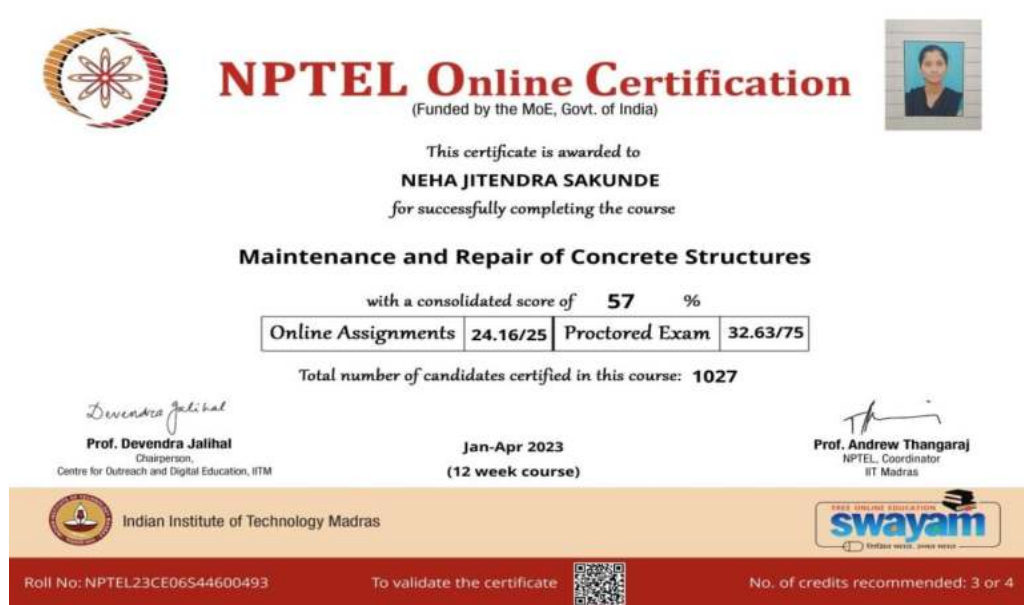 NPTEL Online Certification
(Funded by the MoE, Govt. of India)
This certificate is awarded to
NEHA JITENDRA SAKUNDE
for successfully completing the course
Maintenance and Repair of Concrete Structures
with a consolidated score of 57 %
Online Assignments 24.16/25 Proctored Exam 32.63/75
Total number of candidates certified in this course: 1027
Devendra Jalihal
Prof. Devendra Jalihal
Chairperson,
Centre for Outreach and Digital Education, IITM
Jan-Apr 2023
(12 week course)
Prof. Andrew Thangaraj
NPTEL, Coordinator
IIT Madras
Indian Institute of Technology Madras
FREE ONLINE EDUCATION
swayam
Roll No: NPTEL23CE06S44600493
To validate the certificate
No. of credits recommended: 3 or 4